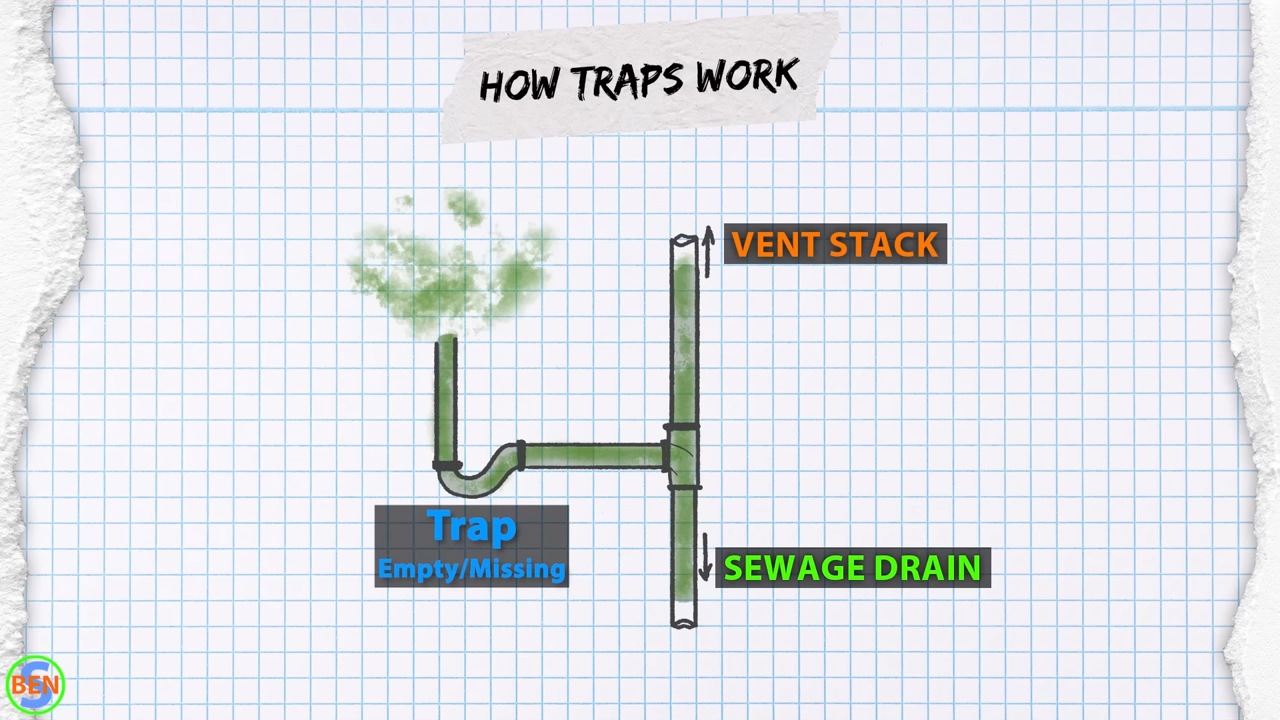 HOW TRAPS WORK
VENT STACK
Trap
Empty/Missing
SEWAGE DRAIN
BEN
S